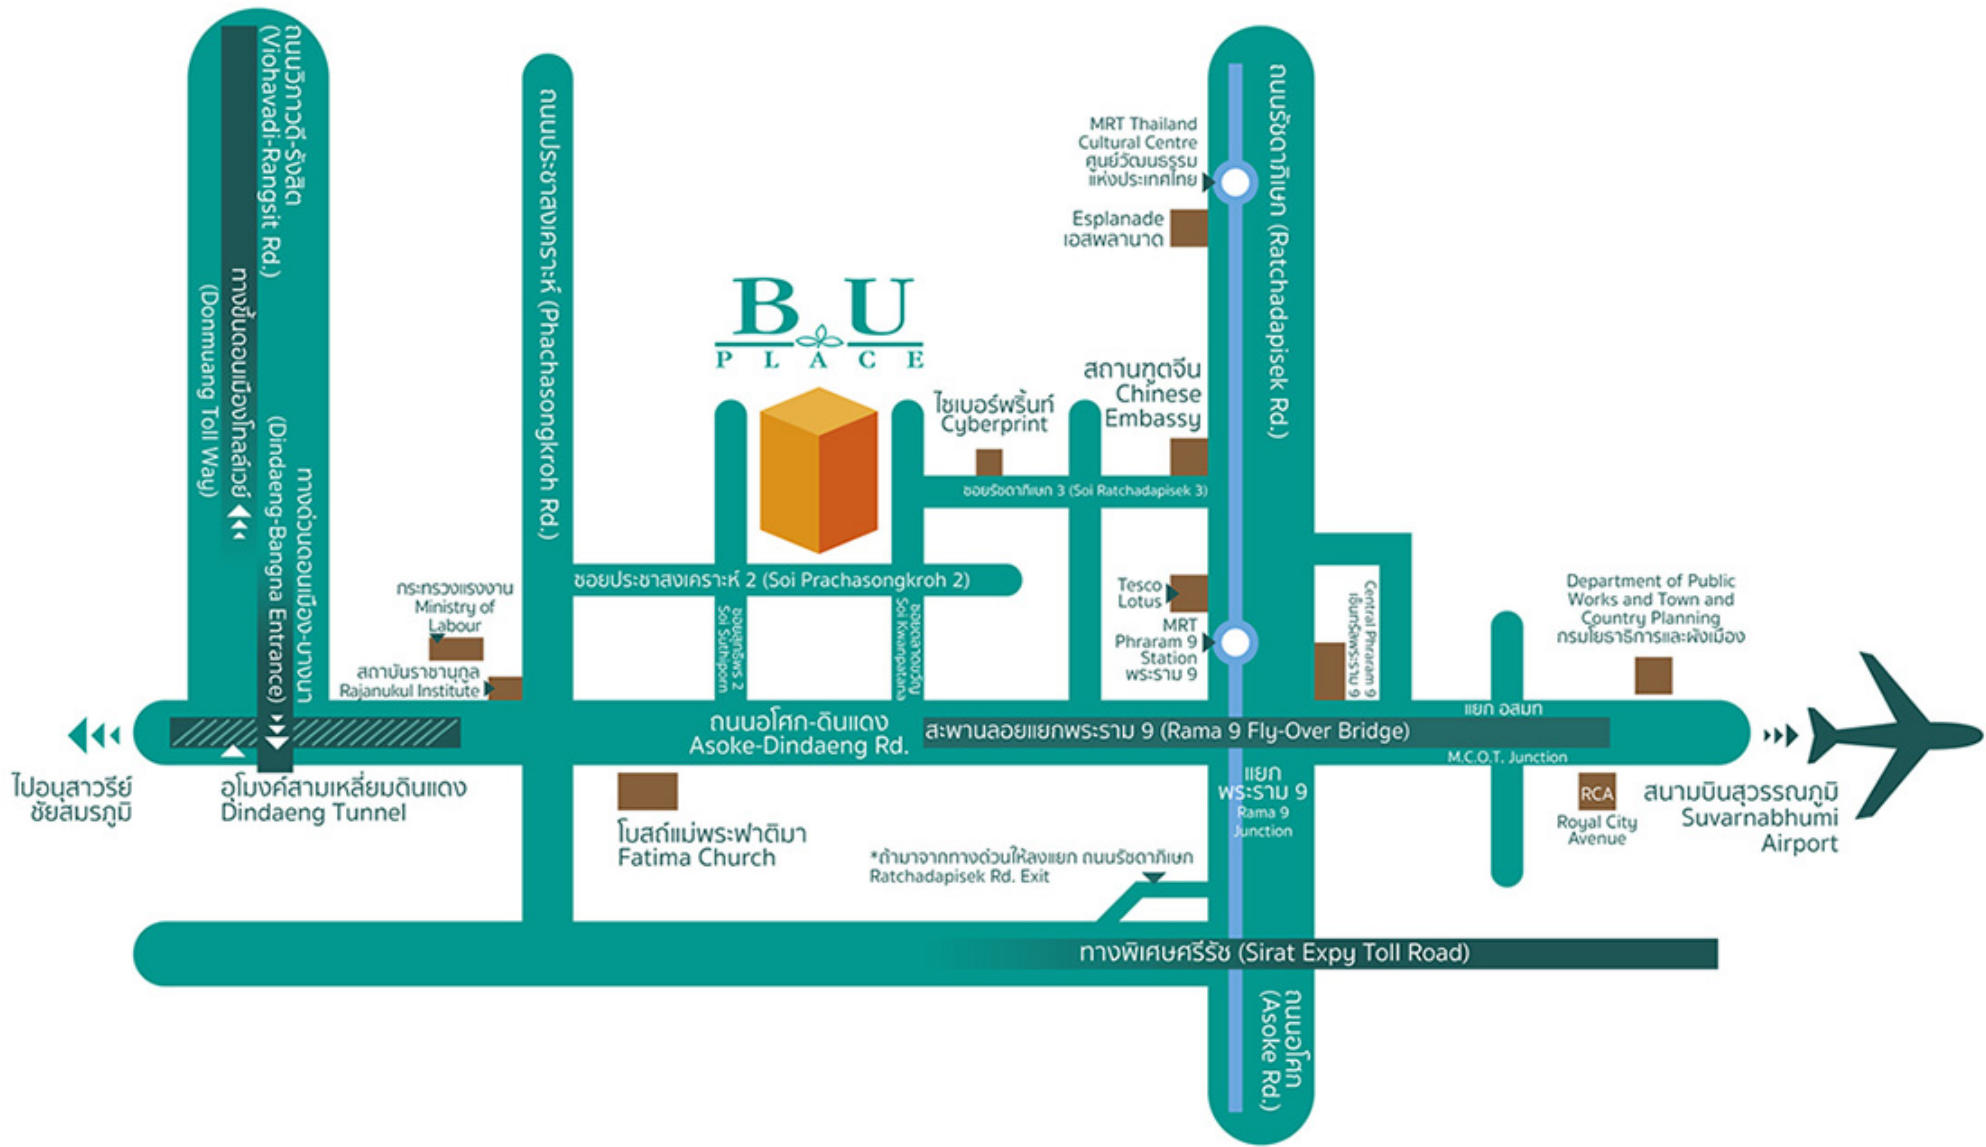 ถนนวิภาวดี-รังสิต
(Viohavadi-Rangsit Rd.)
ทางขึ้นดอนเมืองโทลล์เวย์
(Donmuang Toll Way)
ทางด่วนดอนเมือง-บางนา
(Dindaeng-Bangna Entrance)
ถนนประชาสงเคราะห์ (Phachasongkroh Rd.)
MRT Thailand
Cultural Centre
ศูนย์วัฒนธรรม
แห่งประเทศไทย
Esplanade
เอสพลานาด
ถนนรัชดาภิเษก (Ratchadapisek Rd.)
B U
PLACE
สถานฑูตจีน
Chinese
Embassy
ไซเบอร์พริ้นท์
Cyberprint
ซอยรัชดาภิเษก 3 (Soi Ratchadapisek 3)
ซอยประชาสงเคราะห์ 2 (Soi Prachasongkroh 2)
ซอยสุทธิพร 2
Soi Suthiporn
ซอยตลาดขวัญ
Soi Kwanpatana
กระทรวงแรงงาน
Ministry of
Labour
สถาบันราชานุกูล
Rajanukul Institute
Tesco
Lotus
MRT
Phraram 9
Station
พระราม 9
Central Phraram 9
เซ็นทรัลพระราม 9
Department of Public
Works and Town and
Country Planning
กรมโยธาธิการและผังเมือง
แยก อสมท
ถนนอโศก-ดินแดง
Asoke-Dindaeng Rd.
สะพานลอยแยกพระราม 9 (Rama 9 Fly-Over Bridge)
M.C.O.T. Junction
ไปอนุสาวรีย์
ชัยสมรภูมิ
อุโมงค์สามเหลี่ยมดินแดง
Dindaeng Tunnel
โบสถ์แม่พระฟาติมา
Fatima Church
แยก
พระราม 9
Rama 9
Junction
RCA
Royal City
Avenue
สนามบินสุวรรณภูมิ
Suvarnabhumi
Airport
*ถ้ามาจากทางด่วนให้ลงแยก ถนนรัชดาภิเษก
Ratchadapisek Rd. Exit
ทางพิเศษศรีรัช (Sirat Expy Toll Road)
ถนนอโศก
(Asoke Rd.)